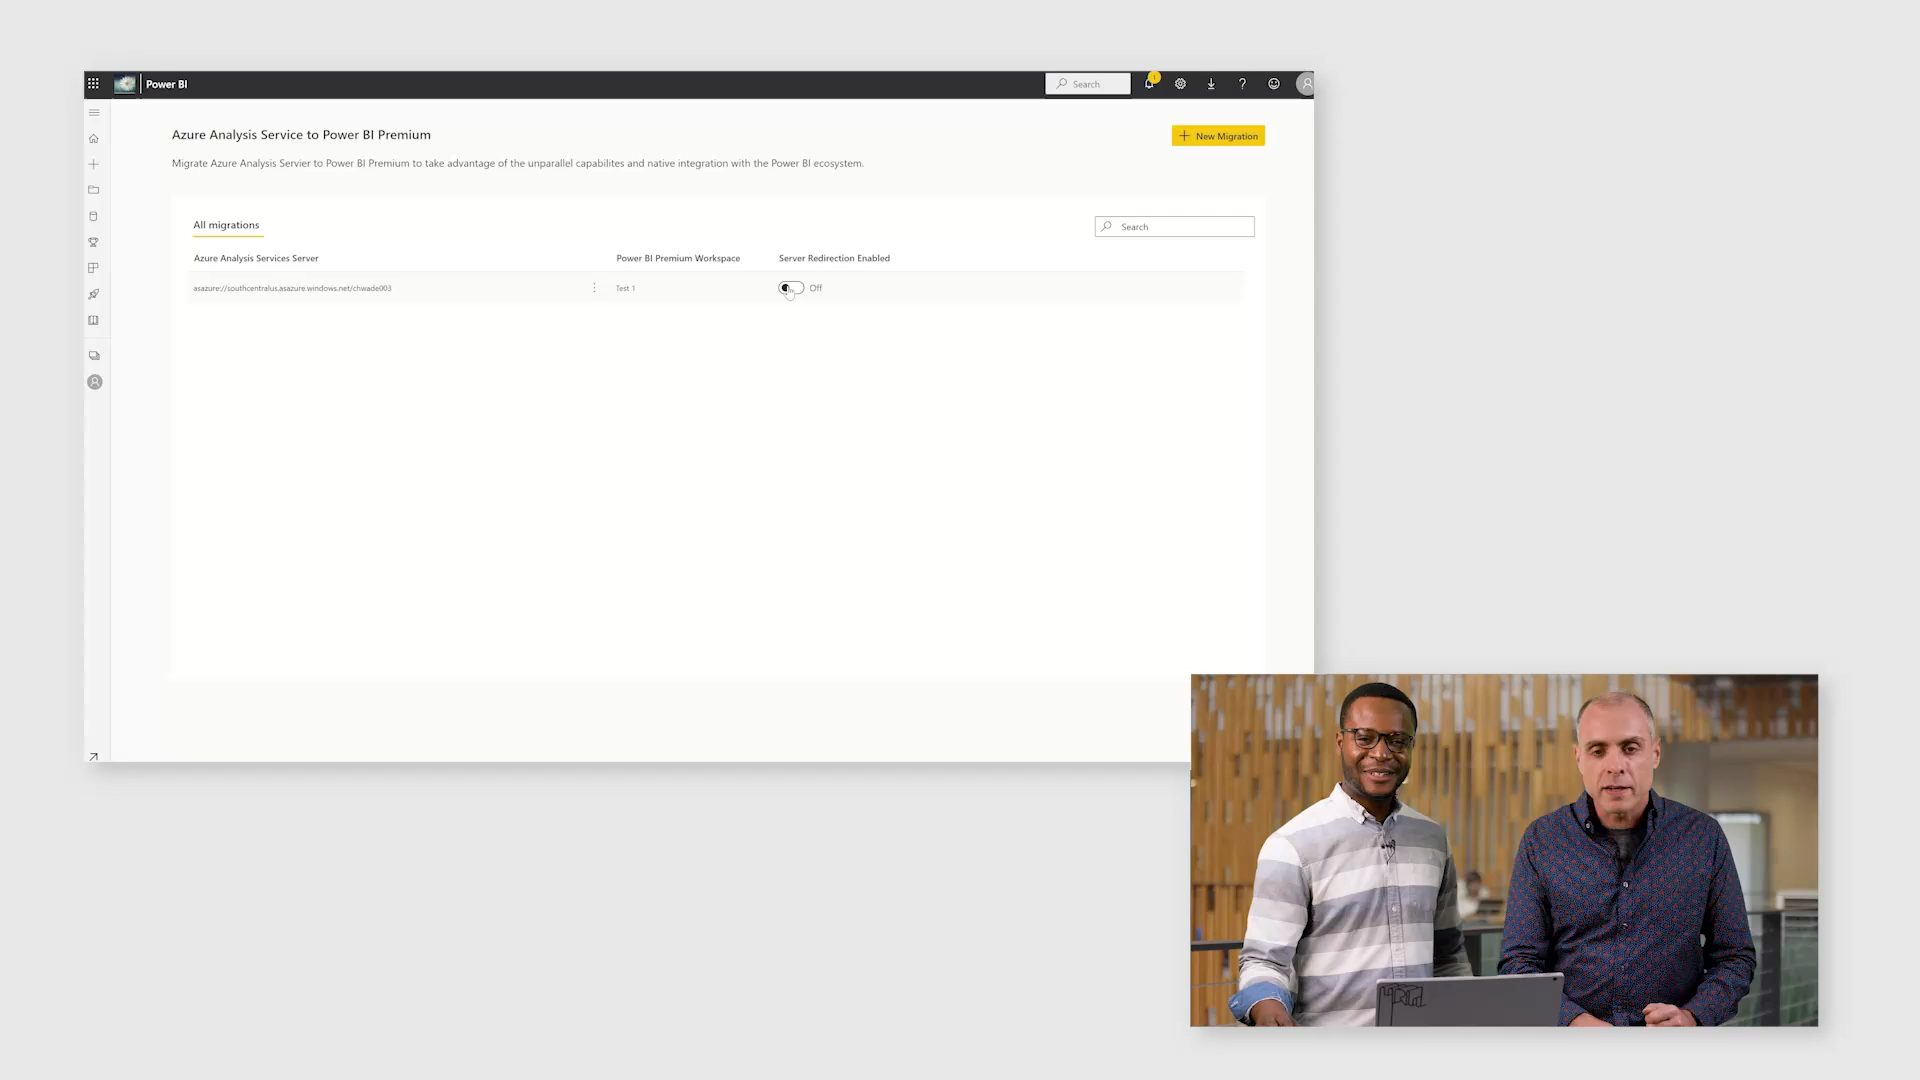 Power BI
Search
1
Azure Analysis Service to Power BI Premium
New Migration
Migrate Azure Analysis Servier to Power BI Premium to take advantage of the unparallel capabilites and native integration with the Power BI ecosystem.
All migrations
Search
Azure Analysis Services Server Power BI Premium Workspace Server Redirection Enabled
asazure://southcentralus.asazure.windows.net/chwade003 Test 1 Off